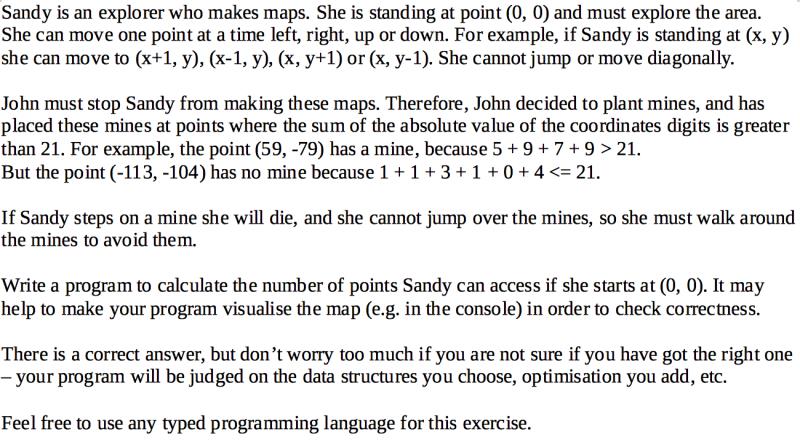 Sandy is an explorer who makes maps. She is standing at point (0, 0) and must explore the area.
She can move one point at a time left, right, up or down. For example, if Sandy is standing at (x, y)
she can move to (x+1, y), (x-1, y), (x, y+1) or (x, y-1). She cannot jump or move diagonally.
John must stop Sandy from making these maps. Therefore, John decided to plant mines, and has
placed these mines at points where the sum of the absolute value of the coordinates digits is greater
than 21. For example, the point (59, -79) has a mine, because 5 + 9 + 7 + 9 > 21.
But the point (-113, -104) has no mine because 1 + 1 + 3 + 1 + 0 + 4 <= 21.
If Sandy steps on a mine she will die, and she cannot jump over the mines, so she must walk around
the mines to avoid them.
Write a program to calculate the number of points Sandy can access if she starts at (0, 0). It may
help to make your program visualise the map (e.g. in the console) in order to check correctness.
There is a correct answer, but don't worry too much if you are not sure if you have got the right one
– your program will be judged on the data structures you choose, optimisation you add, etc.
Feel free to use any typed programming language for this exercise.